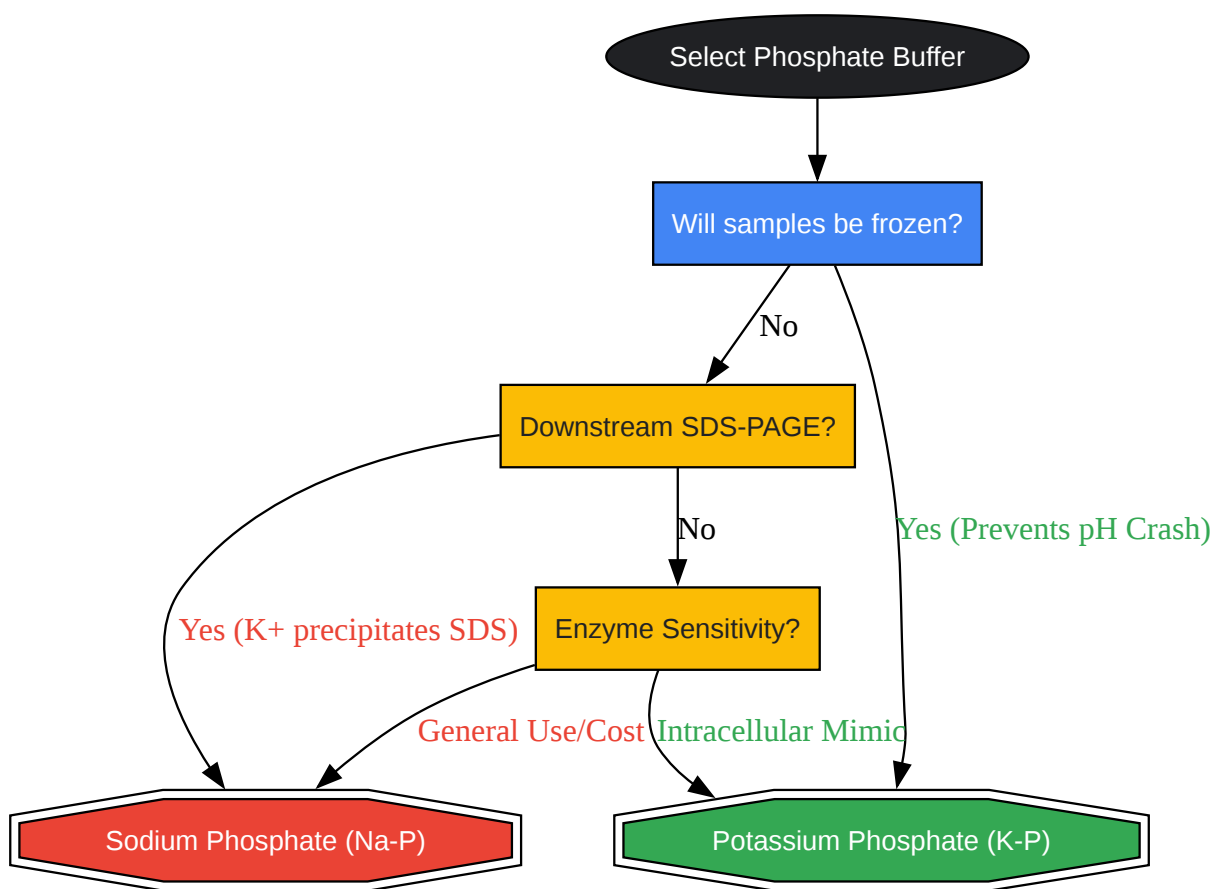 Select Phosphate Buffer
Will samples be frozen?
No
Downstream SDS-PAGE?
No
Yes (Prevents pH Crash)
Yes (K+ precipitates SDS)
Enzyme Sensitivity?
General Use/Cost
Intracellular Mimic
Sodium Phosphate (Na-P)
Potassium Phosphate (K-P)